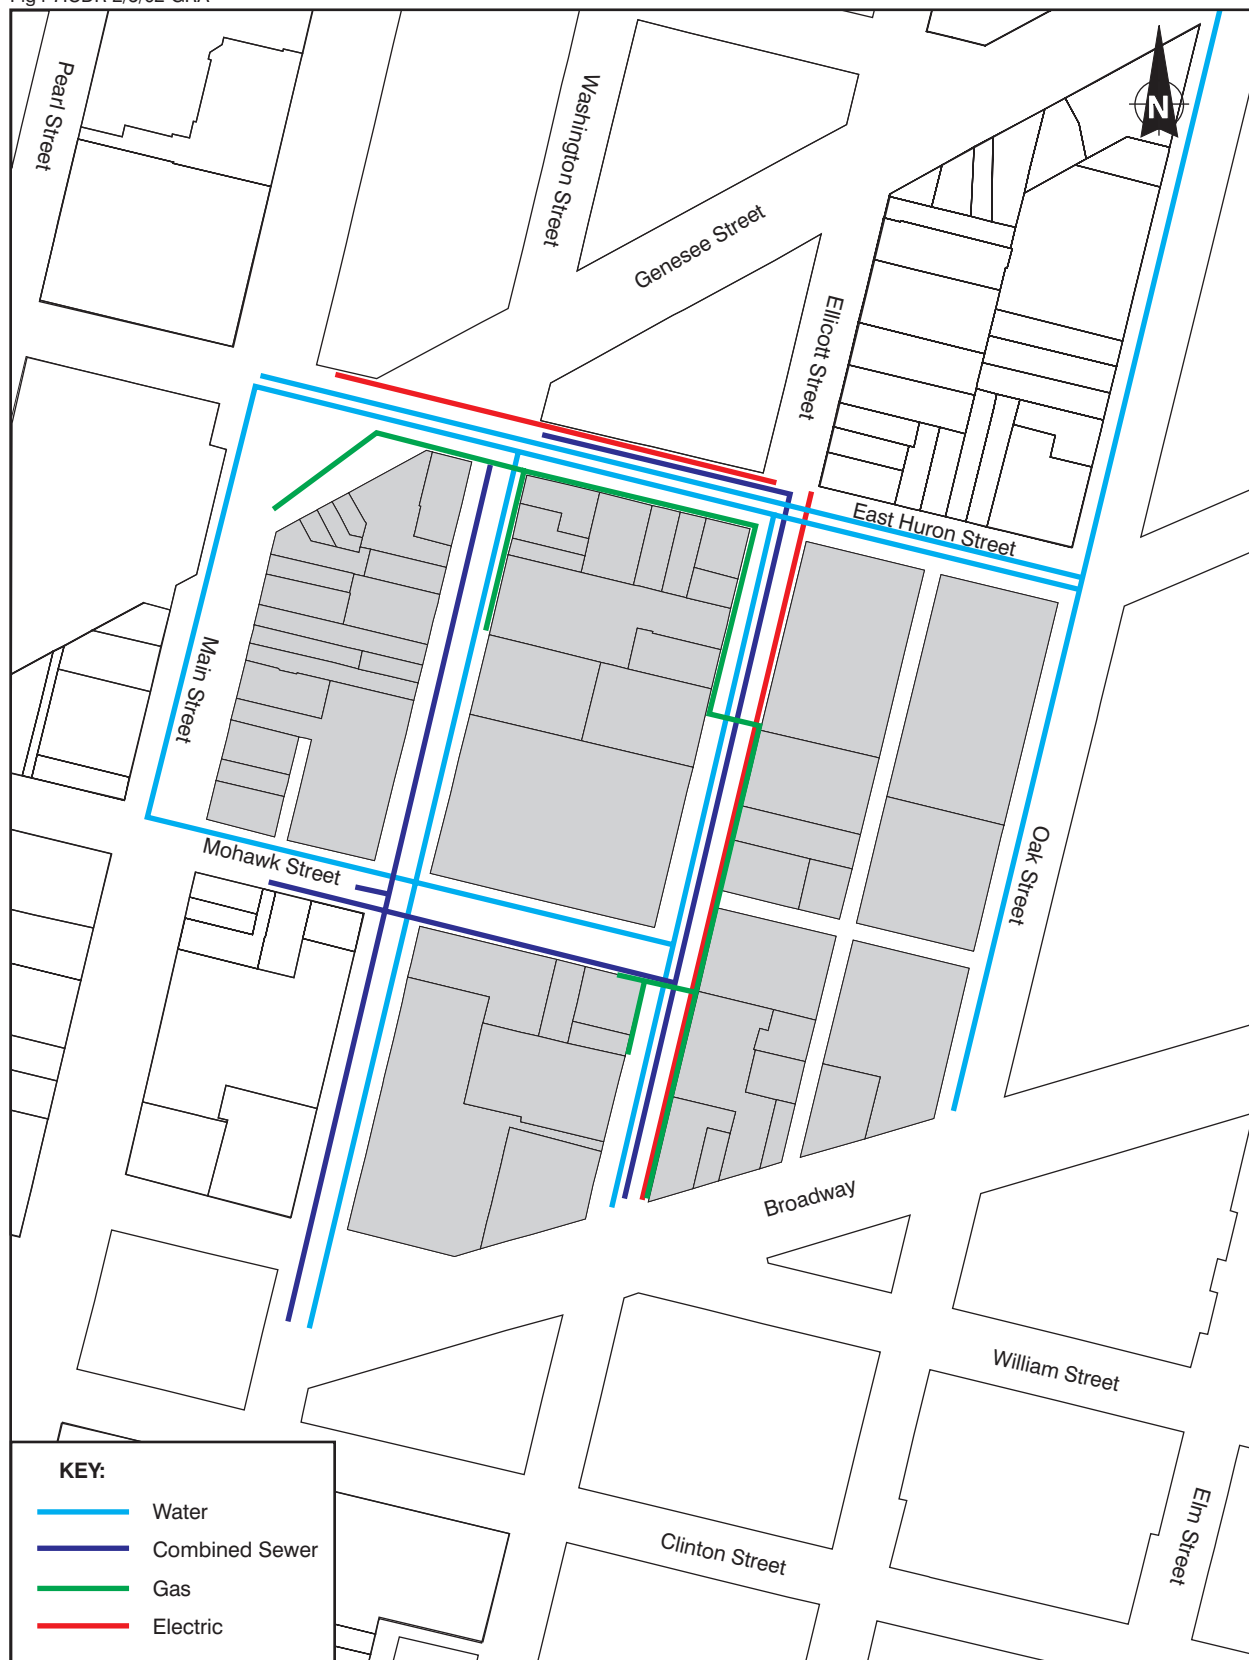 Pearl Street
Washington Street
N
Genesee Street
Ellicott Street
East Huron Street
Main Street
Mohawk Street
Oak Street
Broadway
William Street
Elm Street
Clinton Street
KEY:
Water
Combined Sewer
Gas
Electric